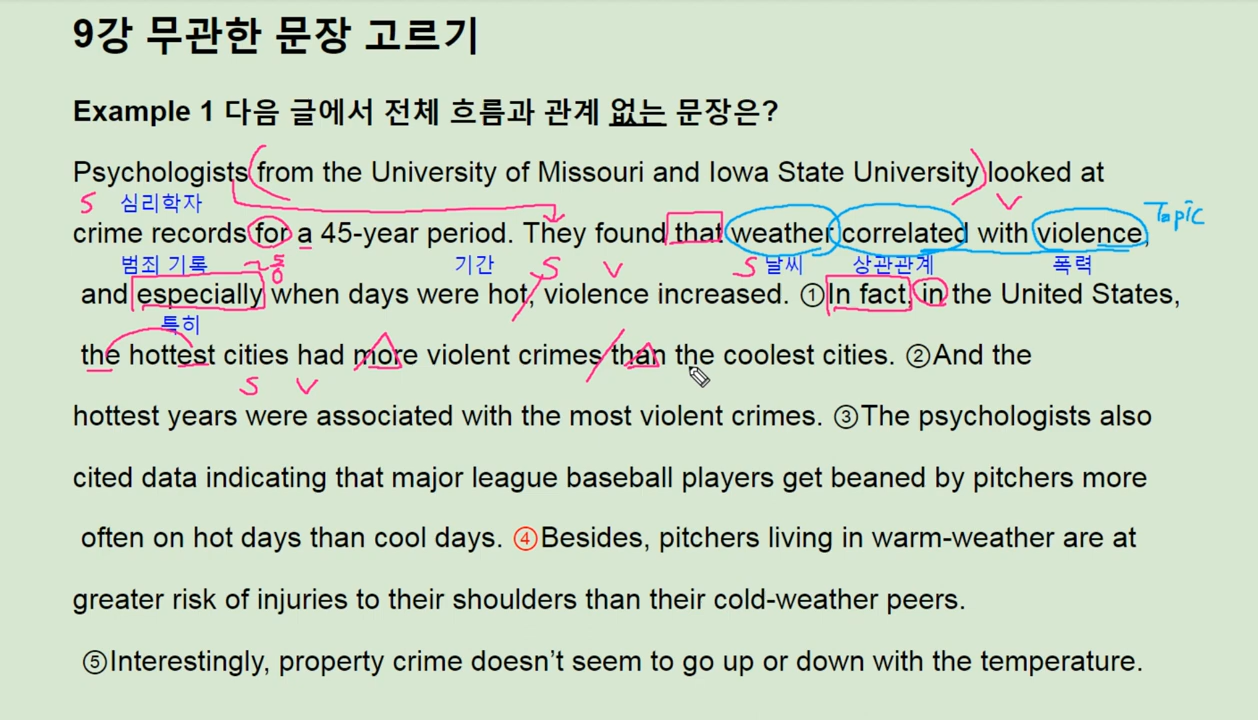 9강 무관한 문장 고르기
Example 1 다음 글에서 전체 흐름과 관계 없는 문장은?
Psychologists from the University of Missouri and Iowa State University looked at
S 심리학자 V Topic
crime records for a 45-year period. They found that weather correlated with violence,
범죄 기록 ~동 기간 S V S 날씨 상관관계 폭력
and especially when days were hot, violence increased. ①In fact, in the United States,
특히
the hottest cities had more violent crimes than the coolest cities. ②And the
S V
hottest years were associated with the most violent crimes. ③The psychologists also
cited data indicating that major league baseball players get beaned by pitchers more
often on hot days than cool days. ④Besides, pitchers living in warm-weather are at
greater risk of injuries to their shoulders than their cold-weather peers.
⑤Interestingly, property crime doesn't seem to go up or down with the temperature.